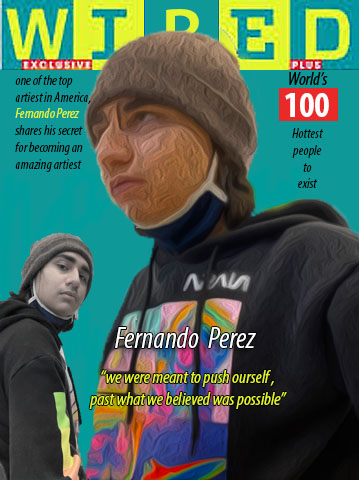 WIRED
EXCLUSIVE
PLUS
one of the top
artiest in America,
Fernando Perez
shares his secret
for becoming an
amazing artiest
World's
100
Hottest
people
to
exist
NASA
Fernando Perez
"we were meant to push ourself,
past what we believed was possible"